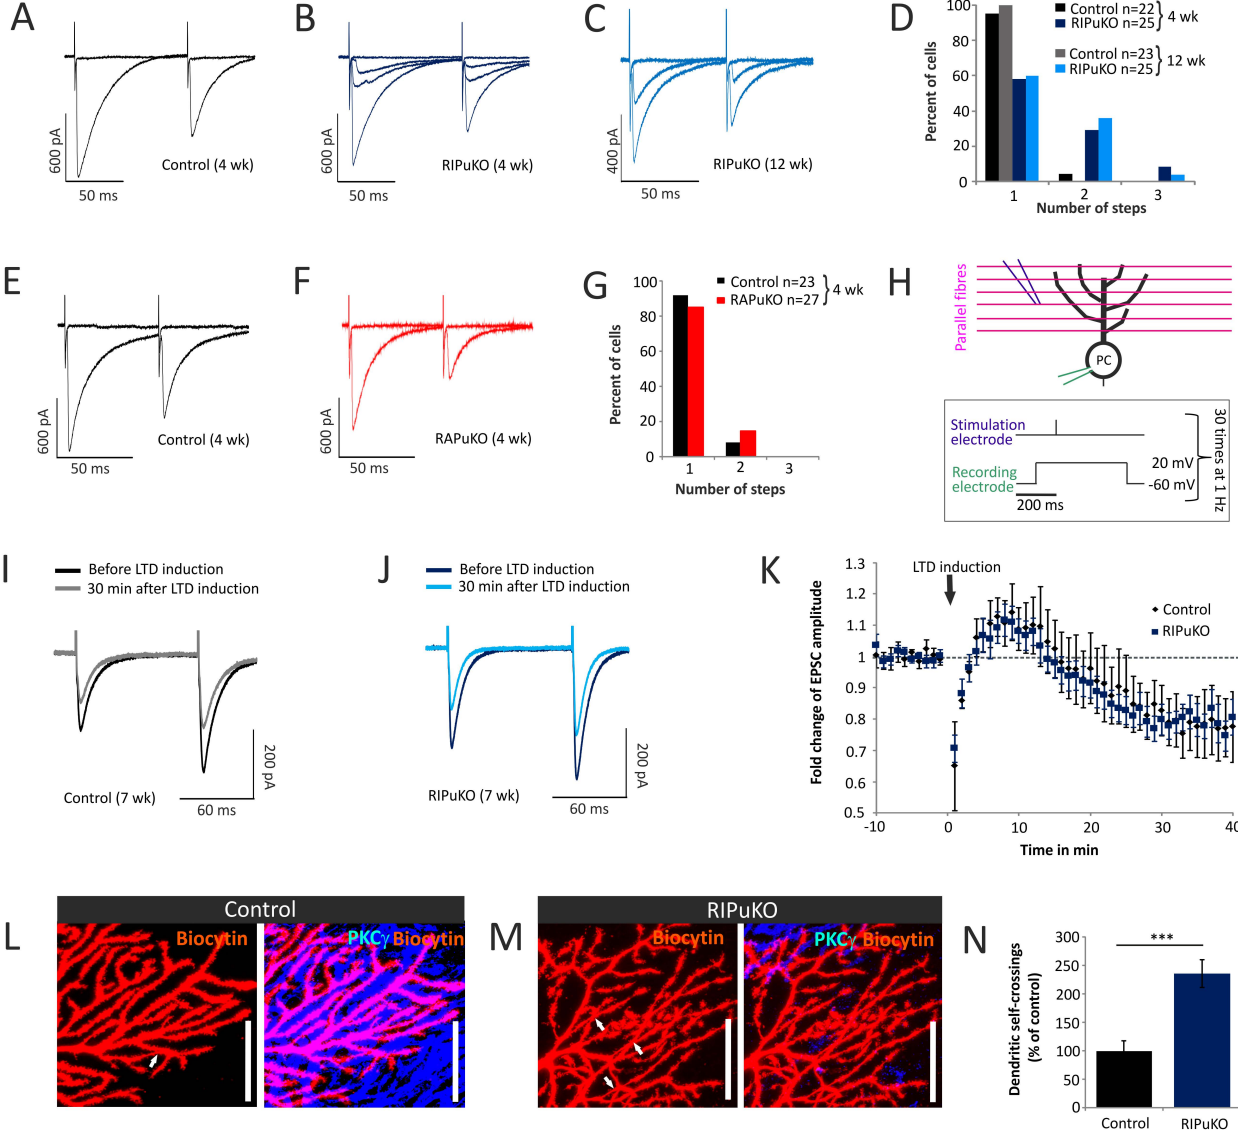 A
600 pA
50 ms
Control (4 wk)
B
600 pA
50 ms
RIPuKO (4 wk)
C
400 pA
50 ms
RIPuKO (12 wk)
D
Percent of cells
100
80
60
40
20
0
1
2
3
Number of steps
Control n=22
RIPuKO n=25
4 wk
Control n=23
RIPuKO n=25
12 wk
E
600 pA
50 ms
Control (4 wk)
F
600 pA
50 ms
RAPuKO (4 wk)
G
Percent of cells
100
80
60
40
20
0
1
2
3
Number of steps
Control n=23
RAPuKO n=27
4 wk
H
Parallel fibres
PC
Stimulation
electrode
Recording
electrode
20 mV
-60 mV
200 ms
30 times at 1 Hz
I
Before LTD induction
30 min after LTD induction
Control (7 wk)
200 pA
60 ms
J
Before LTD induction
30 min after LTD induction
RIPuKO (7 wk)
200 pA
60 ms
K
Fold change of EPSC amplitude
1.3
1.2
1.1
1
0.9
0.8
0.7
0.6
0.5
-10
0
10
20
30
40
Time in min
LTD induction
Control
RIPuKO
L
Control
Biocytin
PKCγ Biocytin
M
RIPuKO
Biocytin
PKCγ Biocytin
N
Dendritic self-crossings
(% of control)
300
250
200
150
100
50
0
***
Control
RIPuKO